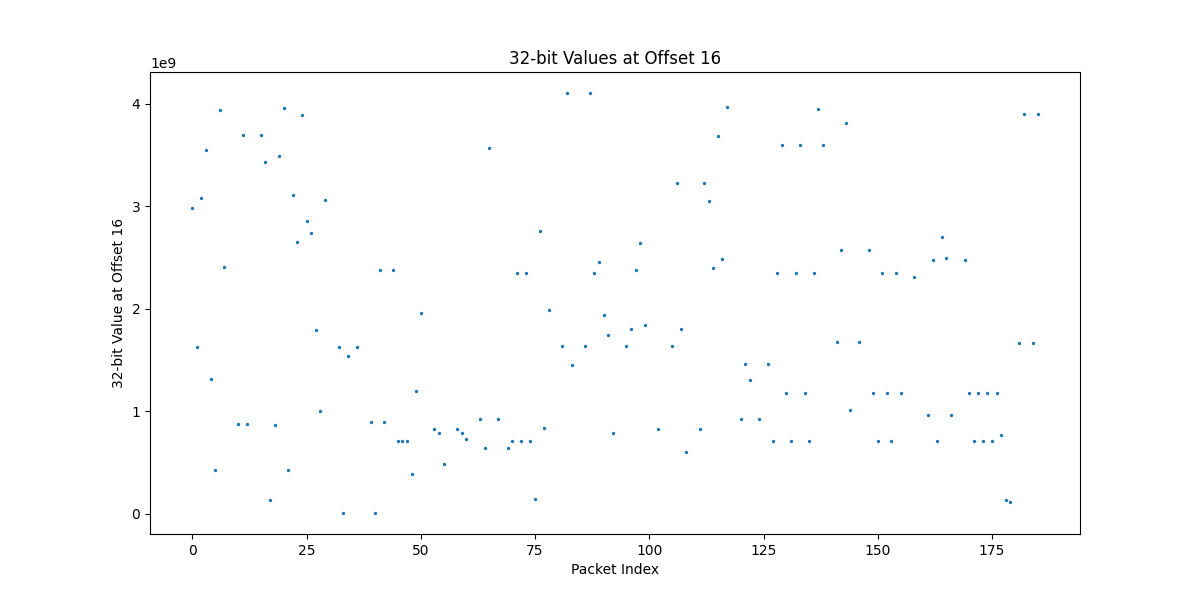 32-bit Values at Offset 16
1e9
4
3
2
1
0
32-bit Value at Offset 16
0 25 50 75 100 125 150 175
Packet Index